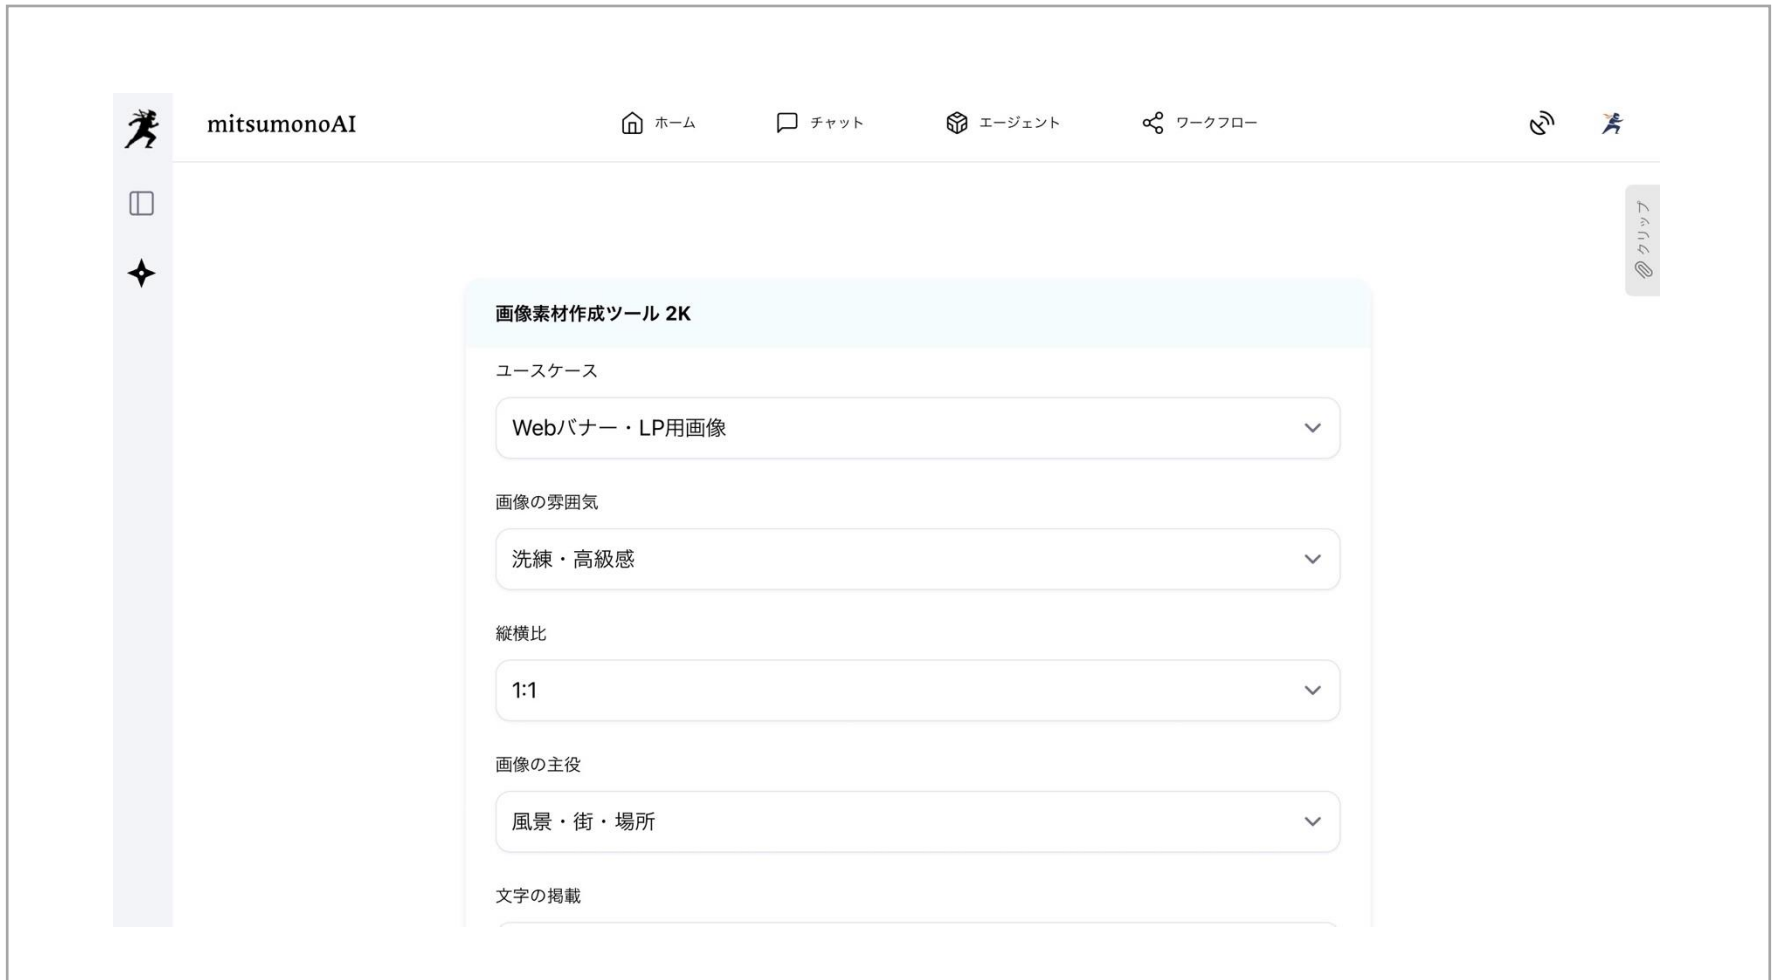 mitsumonoAI
ホーム
チャット
エージェント
ワークフロー
クリップ
画像素材作成ツール 2K
ユースケース
Webバナー・LP用画像
画像の雰囲気
洗練・高級感
縦横比
1:1
画像の主役
風景・街・場所
文字の掲載